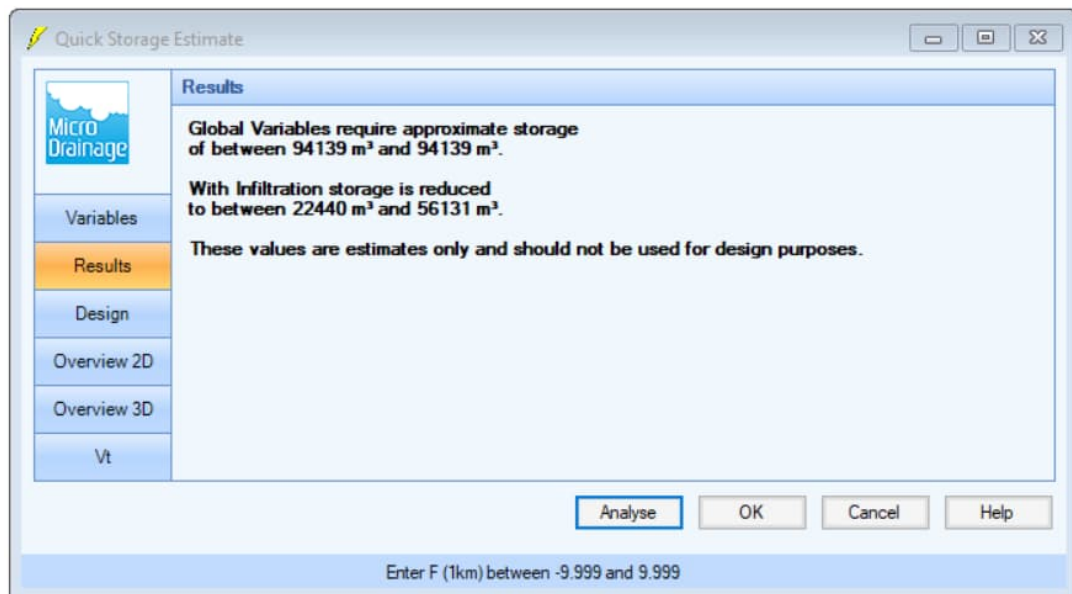 Quick Storage Estimate
Micro
Drainage
Variables
Results
Design
Overview 2D
Overview 3D
Vt
Results
Global Variables require approximate storage
of between 94139 m³ and 94139 m³.
With Infiltration storage is reduced
to between 22440 m³ and 56131 m³.
These values are estimates only and should not be used for design purposes.
Analyse
OK
Cancel
Help
Enter F (1km) between -9.999 and 9.999